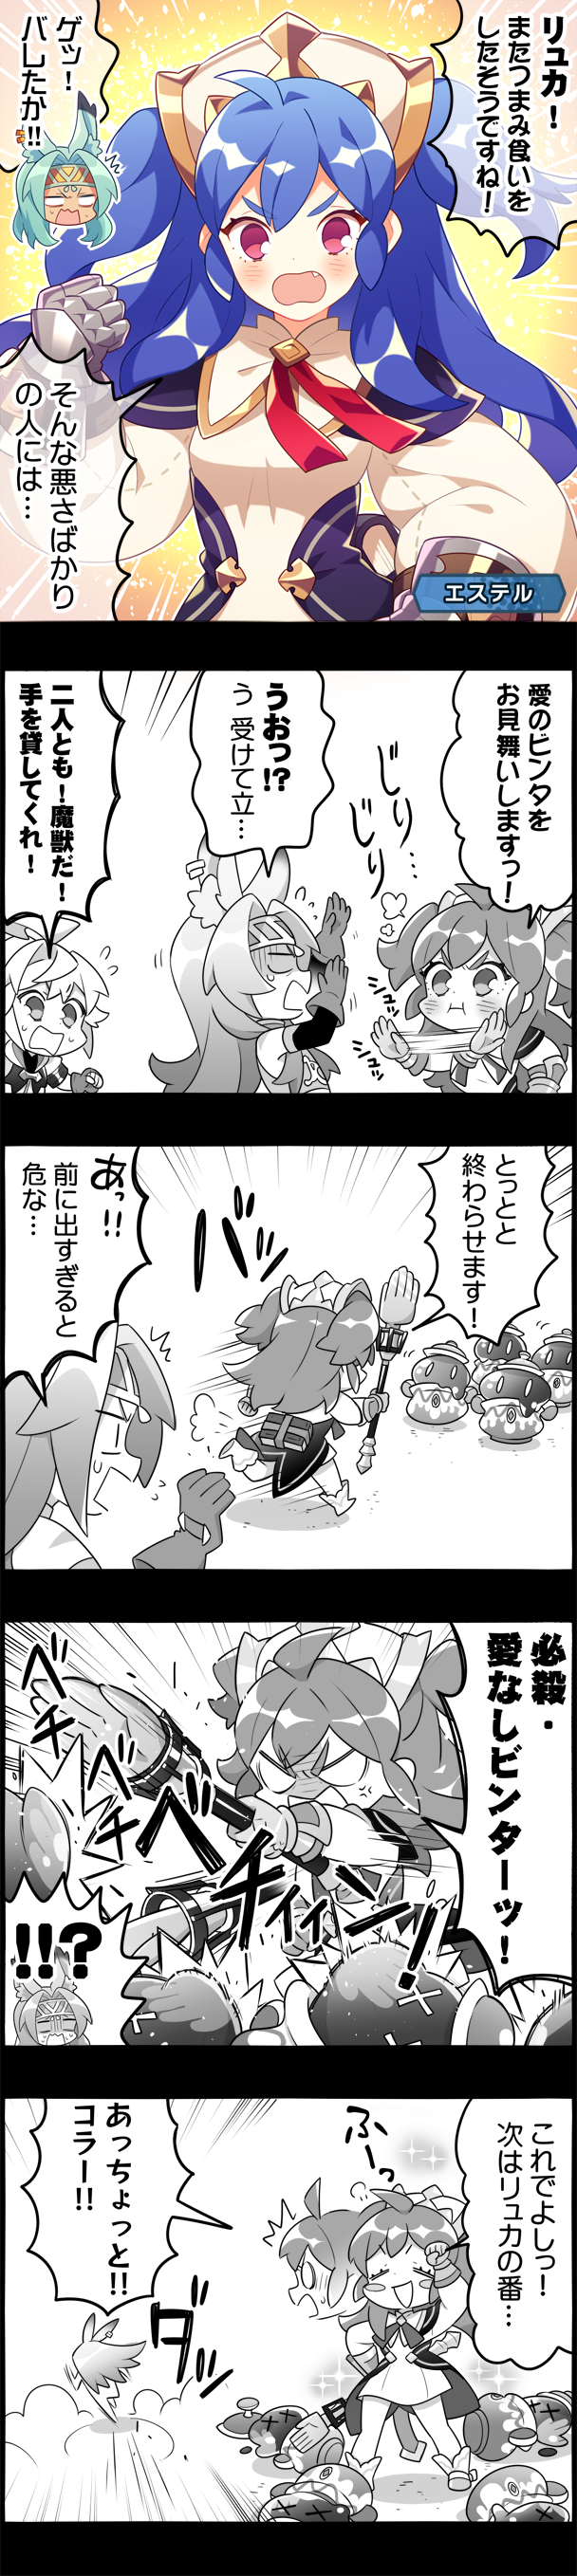 リュカ！
またつまみ食いを
したそうですね！
ゲッ！
バレたか!!
そんな悪さばかり
の人には…
エステル
愛のビンタを
お見舞いしますっ！
じり
じり…
シュッ
シュッ
うおっ!?
う 受けて立…
二人とも！魔獣だ！
手を貸してくれ！
とっとと
終わらせます！
バッ
あっ!!
前に出すぎると
危な…
必殺・
愛なしビンターッ！
ベチ
ベチ
ベチィィン！
!!?
これでよしっ！
次はリュカの番…
ふーっ
あっちょっと!!
コラー!!
ダッ